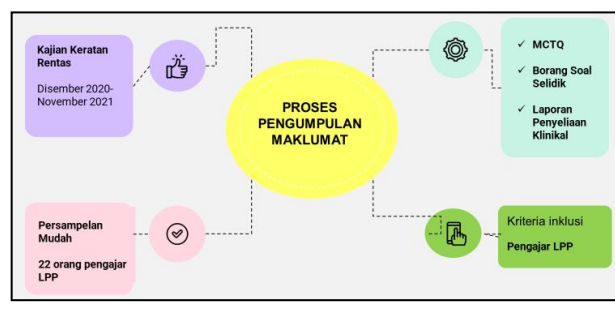 Kajian Keratan
Rentas
Disember 2020-
November 2021
PROSES
PENGUMPULAN
MAKLUMAT
✓ MCTQ
✓ Borang Soal
Selidik
✓ Laporan
Penyeliaan
Klinikal
Persampelan
Mudah
22 orang pengajar
LPP
Kriteria inklusi
Pengajar LPP